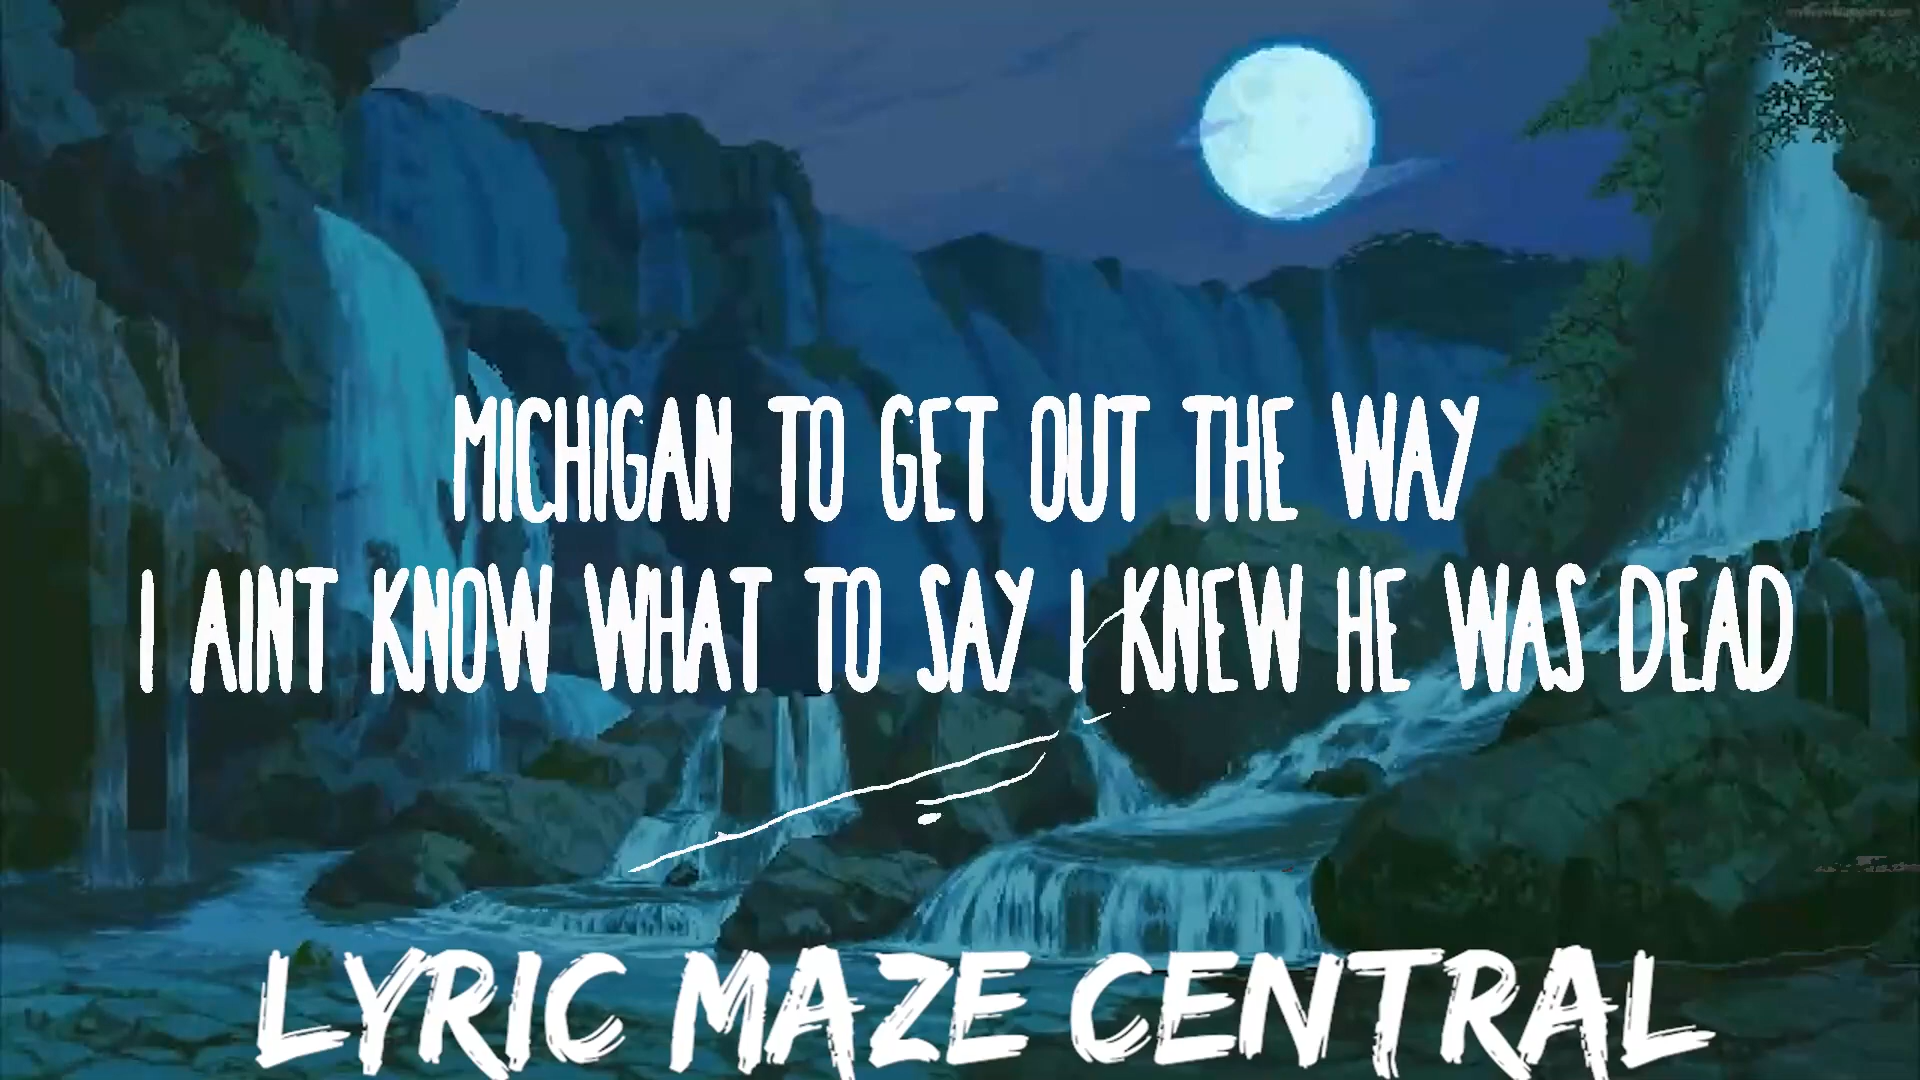 MICHIGAN TO GET OUT THE WAY
I AINT KNOW WHAT TO SAY I KNEW HE WAS DEAD
LYRIC MAZE CENTRAL